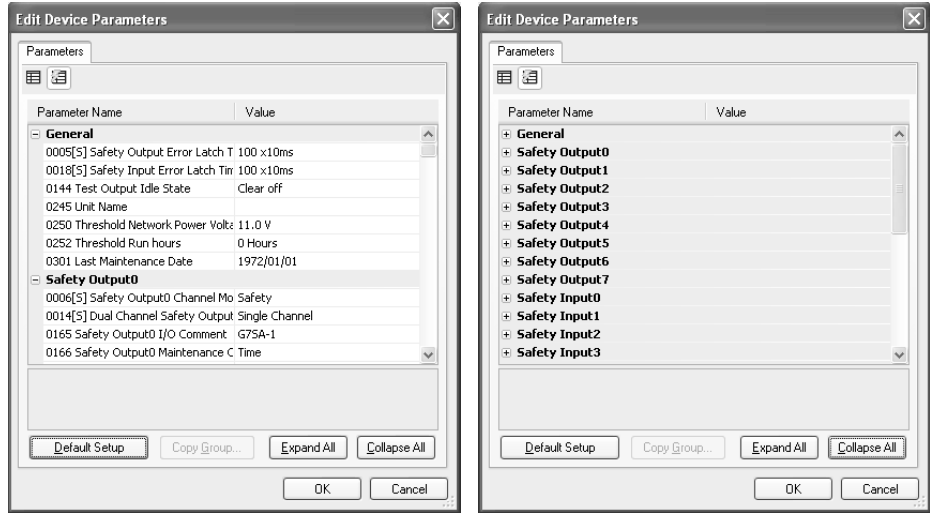 Edit Device Parameters
Parameters
Parameter Name Value
General
0005[S] Safety Output Error Latch T 100 x10ms
0018[S] Safety Input Error Latch Tim 100 x10ms
0144 Test Output Idle State Clear off
0245 Unit Name
0250 Threshold Network Power Volta 11.0 V
0252 Threshold Run hours 0 Hours
0301 Last Maintenance Date 1972/01/01
Safety Output0
0006[S] Safety Output0 Channel Mo Safety
0014[S] Dual Channel Safety Output Single Channel
0165 Safety Output0 I/O Comment G7SA-1
0166 Safety Output0 Maintenance C Time
Default Setup Copy Group... Expand All Collapse All
OK Cancel
Edit Device Parameters
Parameters
Parameter Name Value
General
Safety Output0
Safety Output1
Safety Output2
Safety Output3
Safety Output4
Safety Output5
Safety Output6
Safety Output7
Safety Input0
Safety Input1
Safety Input2
Safety Input3
Default Setup Copy Group... Expand All Collapse All
OK Cancel